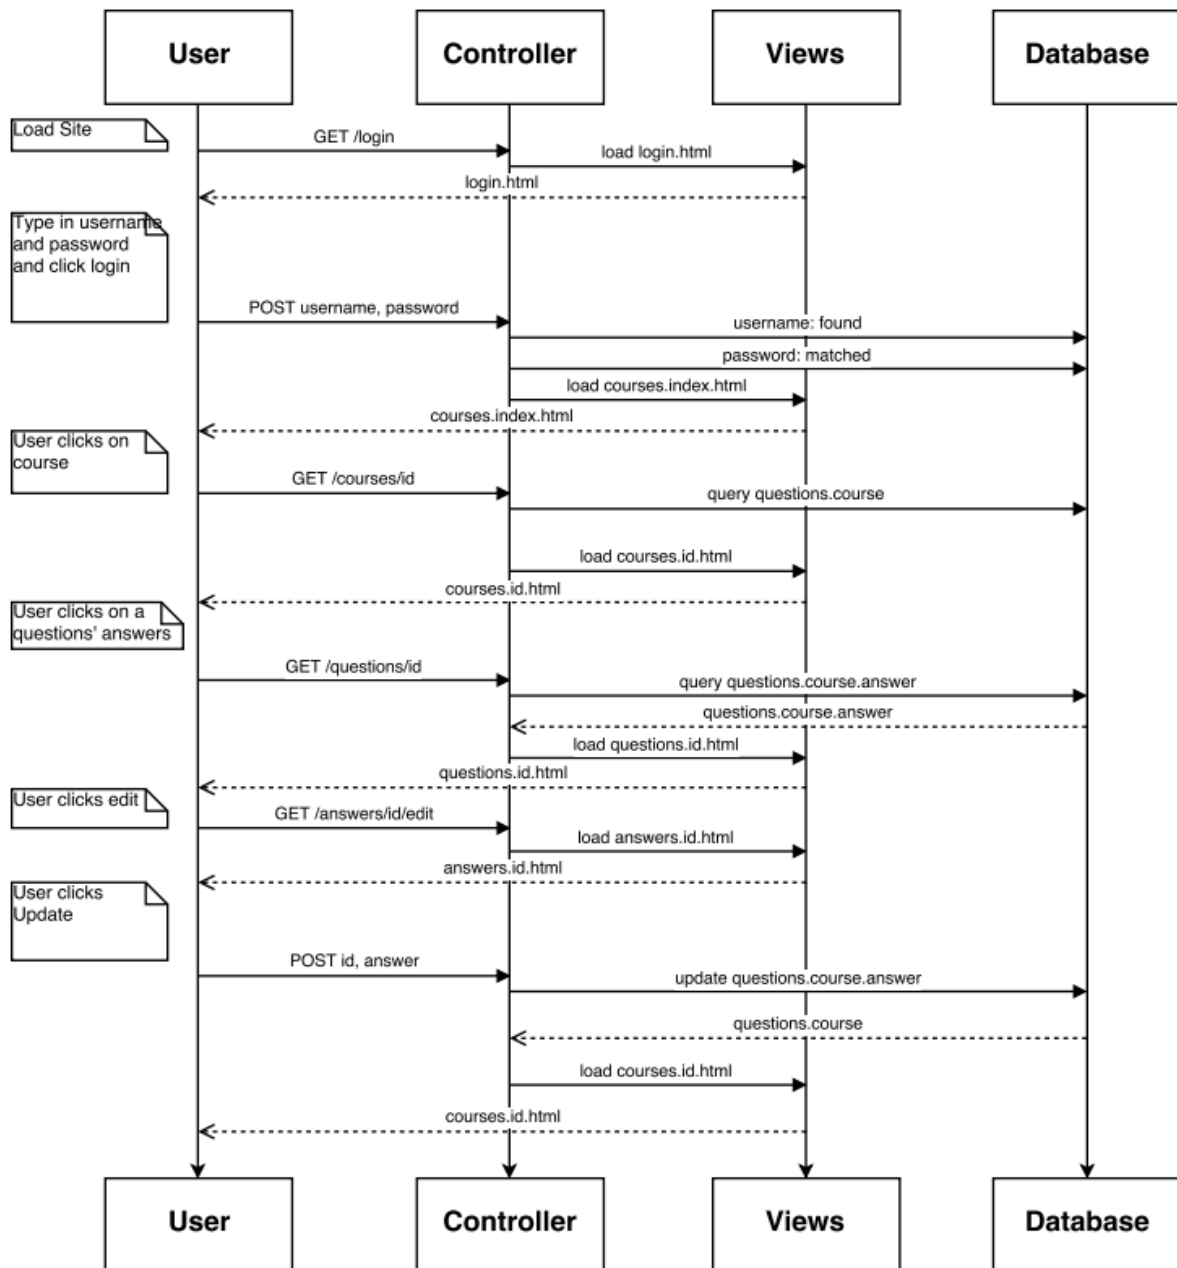 User
Controller
Views
Database
Load Site
GET /login
load login.html
login.html
Type in username
and password
and click login
POST username, password
username: found
password: matched
load courses.index.html
courses.index.html
User clicks on
course
GET /courses/id
query questions.course
load courses.id.html
courses.id.html
User clicks on a
questions' answers
GET /questions/id
query questions.course.answer
questions.course.answer
load questions.id.html
questions.id.html
User clicks edit
GET /answers/id/edit
load answers.id.html
answers.id.html
User clicks
Update
POST id, answer
update questions.course.answer
questions.course
load courses.id.html
courses.id.html
User
Controller
Views
Database